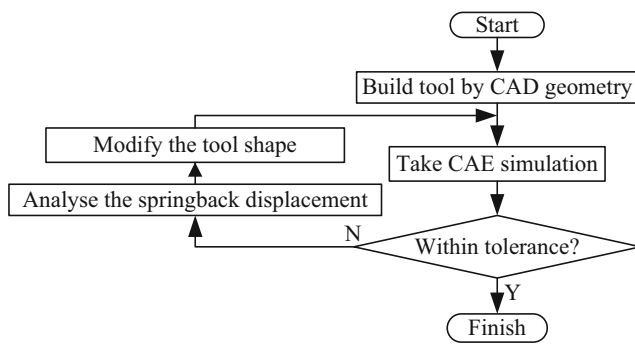 Start
Build tool by CAD geometry
Modify the tool shape
Take CAE simulation
Analyse the springback displacement
N
Within tolerance?
Y
Finish